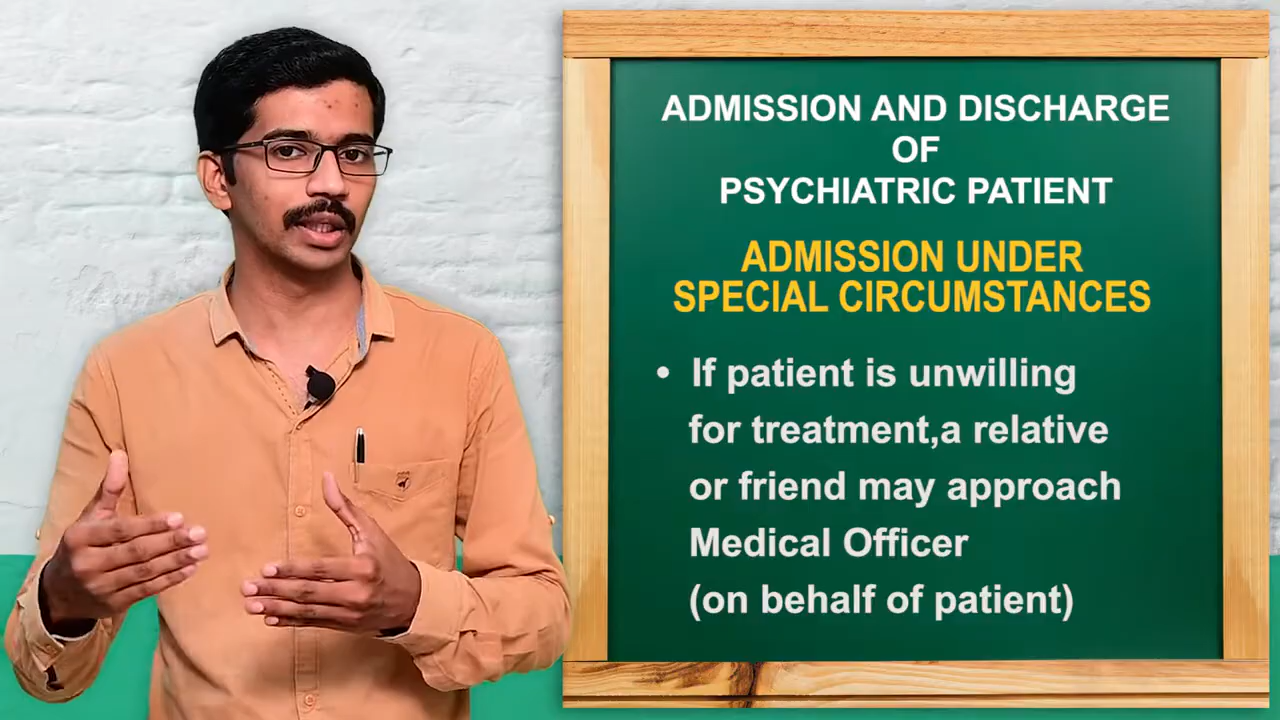 ADMISSION AND DISCHARGE
OF
PSYCHIATRIC PATIENT
ADMISSION UNDER
SPECIAL CIRCUMSTANCES
• If patient is unwilling
for treatment,a relative
or friend may approach
Medical Officer
(on behalf of patient)